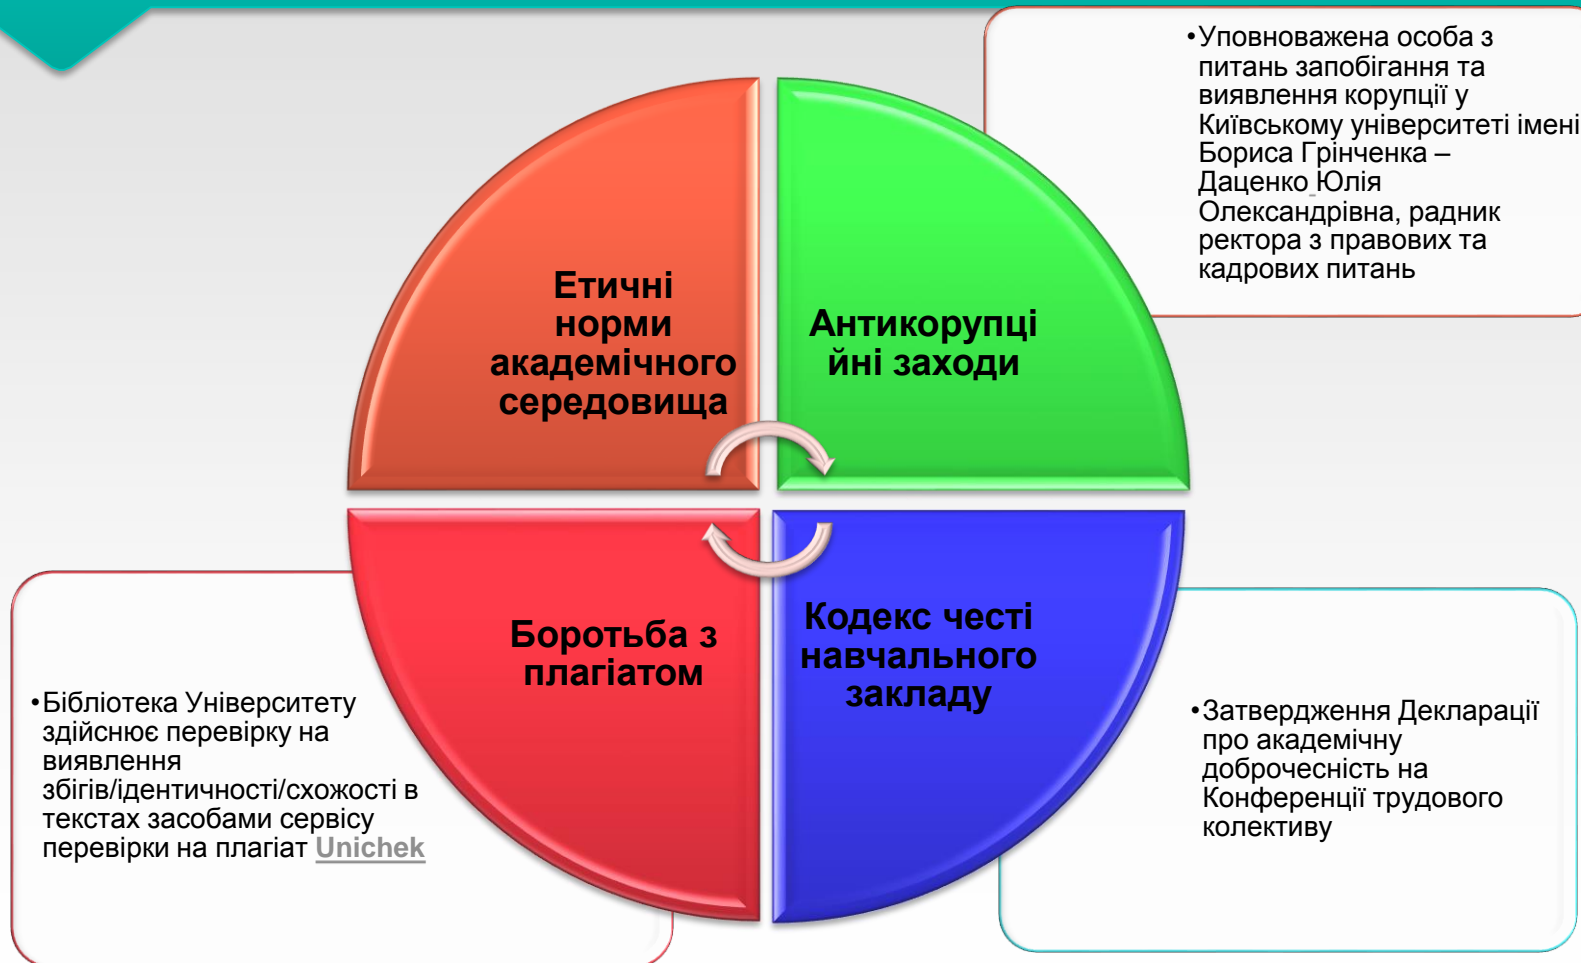 •Уповноважена особа з
питань запобігання та
виявлення корупції у
Київському університеті імені
Бориса Грінченка –
Даценко Юлія
Олександрівна, радник
ректора з правових та
кадрових питань
Етичні
норми
академічного
середовища
Антикорупці
йні заходи
Боротьба з
плагіатом
Кодекс честі
навчального
закладу
•Бібліотека Університету
здійснює перевірку на
виявлення
збігів/ідентичності/схожості в
текстах засобами сервісу
перевірки на плагіат Unichek
•Затвердження Декларації
про академічну
доброчесність на
Конференції трудового
колективу